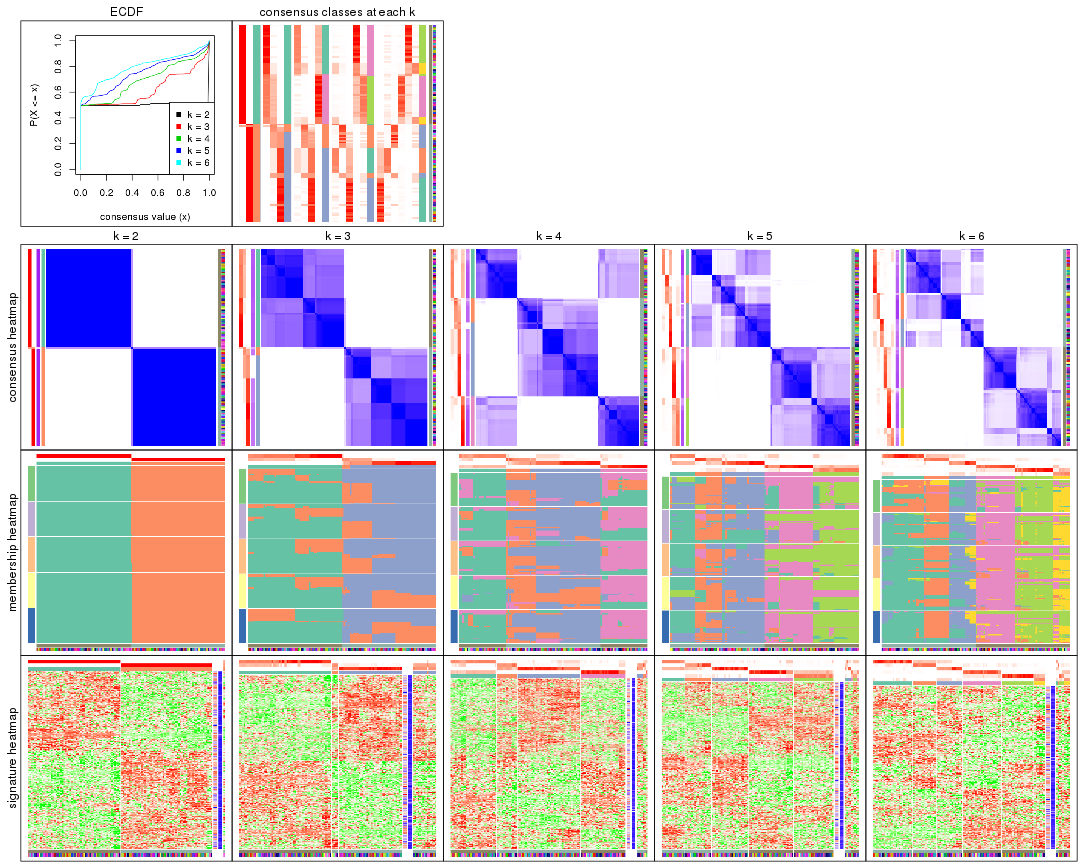 ECDF
consensus classes at each k
P(X <= x)
0.0 0.2 0.4 0.6 0.8 1.0
k = 2
k = 3
k = 4
k = 5
k = 6
0.0 0.2 0.4 0.6 0.8 1.0
consensus value (x)
k = 2
k = 3
k = 4
k = 5
k = 6
consensus heatmap
membership heatmap
signature heatmap